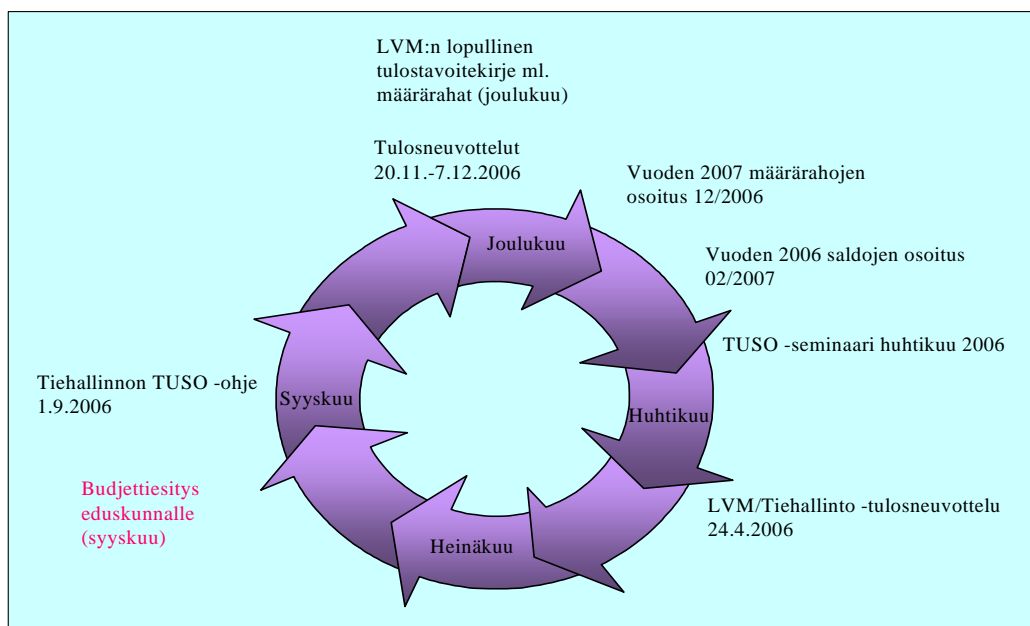 LVM:n lopullinen
tulostavoitekirje ml.
määrärahat (joulukuu)
Tulosneuvottelut
20.11.-7.12.2006
Vuoden 2007 määrärahojen
osoitus 12/2006
Joulukuu
Vuoden 2006 saldojen osoitus
02/2007
TUSO -seminaari huhtikuu 2006
Tiehallinnon TUSO -ohje
1.9.2006
Syyskuu
Huhtikuu
Budjettiesitys
eduskunnalle
(syyskuu)
LVM/Tiehallinto -tulosneuvottelu
24.4.2006
Heinäkuu